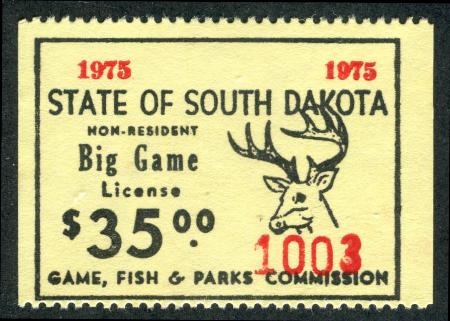 1975 1975
STATE OF SOUTH DAKOTA
NON-RESIDENT
Big Game
License
$35.00
1003
GAME, FISH & PARKS COMMISSION